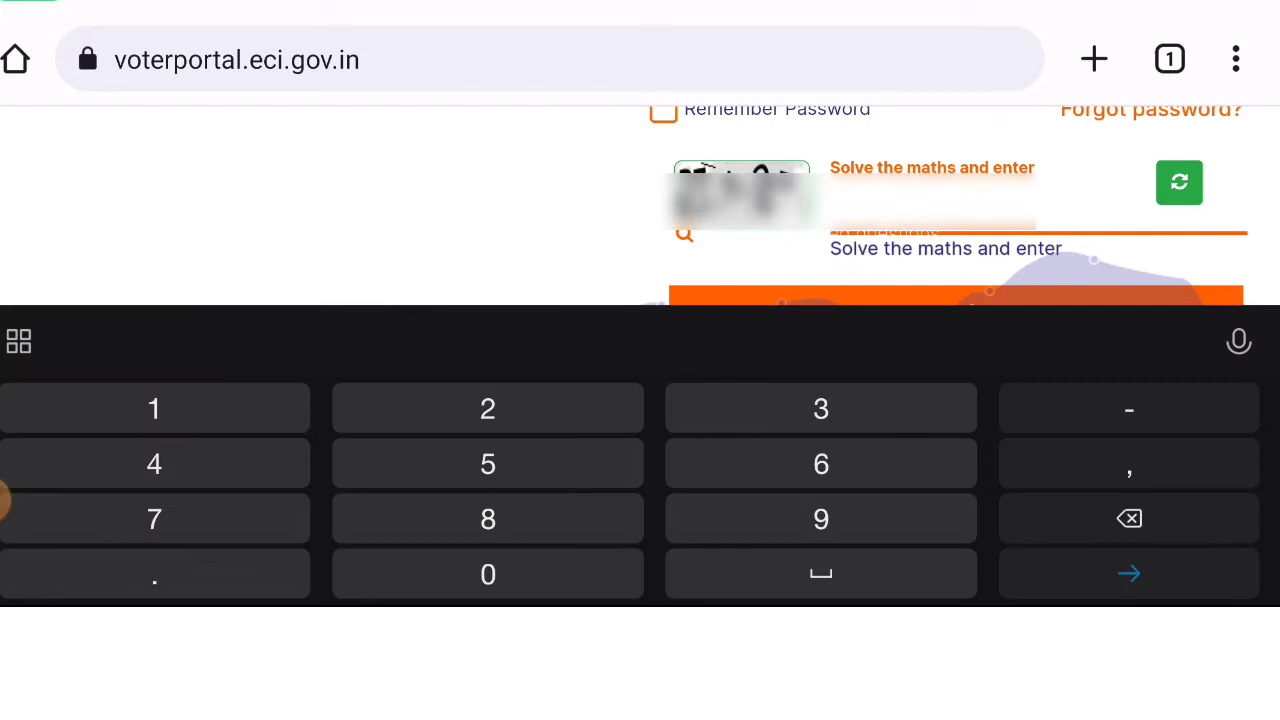 voterportal.eci.gov.in
1
Remember Password
Forgot password?
Solve the maths and enter
Solve the maths and enter
1 2 3 -
4 5 6 ,
7 8 9
. 0